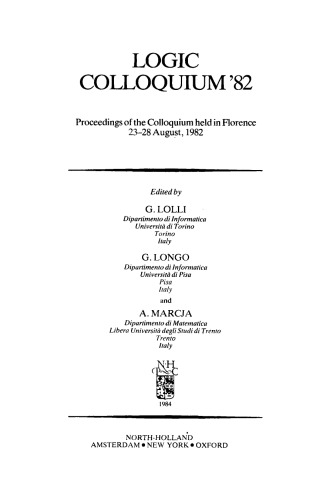 LOGIC
COLLOQUIUM '82
Proceedings of the Colloquium held in Florence
23-28 August, 1982
Edited by
G. LOLLI
Dipartimento di Informatica
Università di Torino
Torino
Italy
G. LONGO
Dipartimento di Informatica
Università di Pisa
Pisa
Italy
and
A. MARCJA
Dipartimento di Matematica
Libera Università degli Studi di Trento
Trento
Italy
1984
NORTH-HOLLAND
AMSTERDAM • NEW YORK • OXFORD